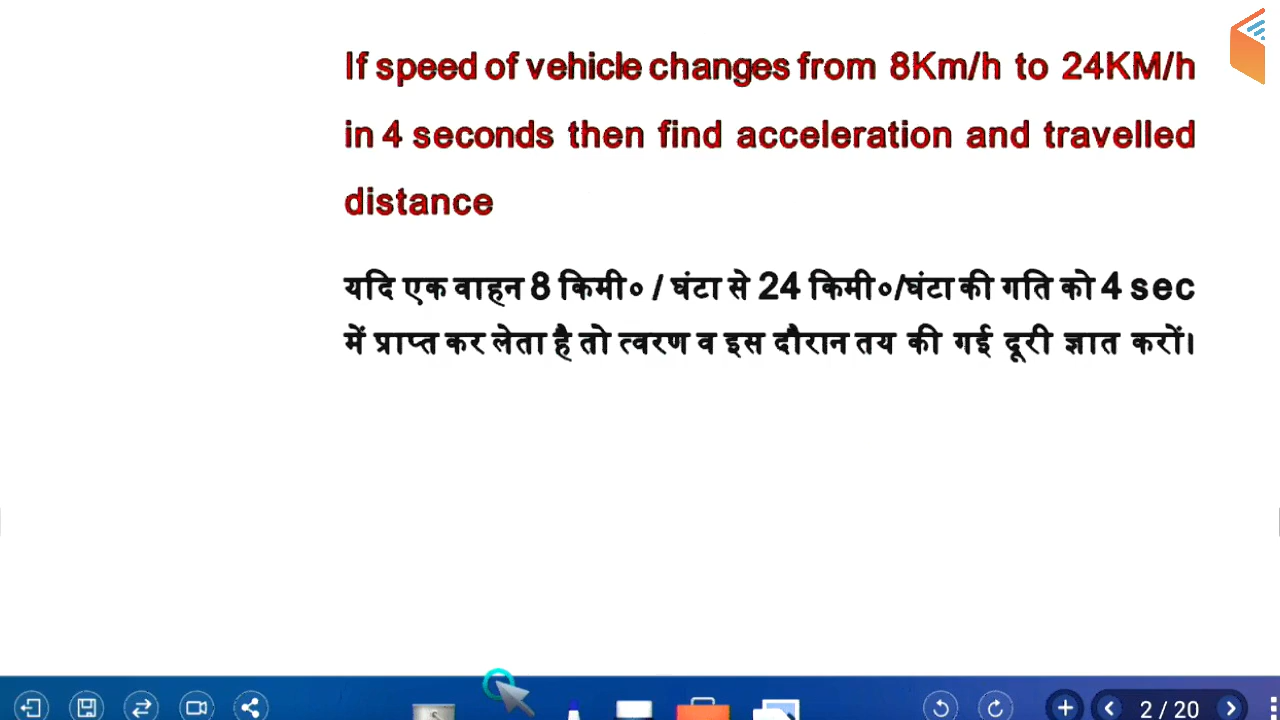 If speed of vehicle changes from 8Km/h to 24KM/h
in 4 seconds then find acceleration and travelled
distance
यदि एक वाहन 8 किमी० / घंटा से 24 किमी०/घंटा की गति को 4 sec
में प्राप्त कर लेता है तो त्वरण व इस दौरान तय की गई दूरी ज्ञात करों।
2 / 20